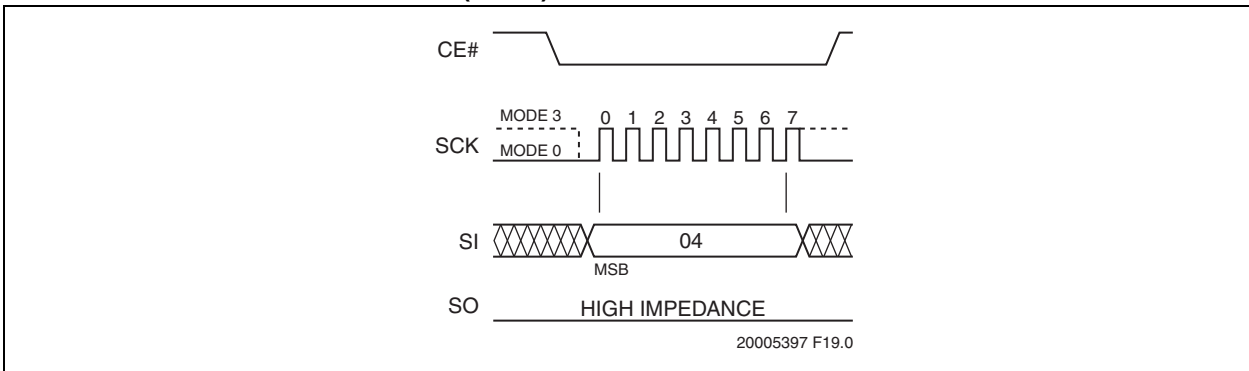 CE#
MODE 3
0 1 2 3 4 5 6 7
SCK
MODE 0
SI
04
MSB
SO
HIGH IMPEDANCE
20005397 F19.0